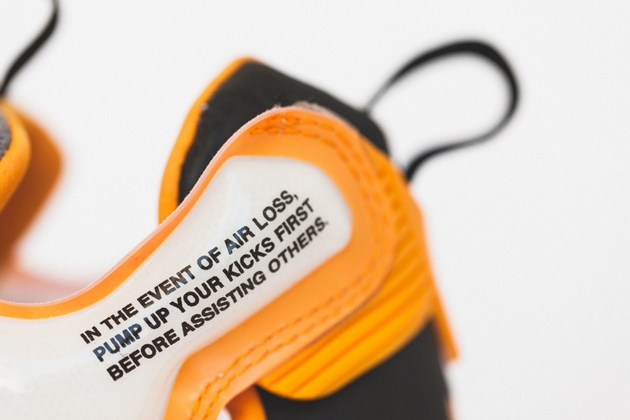 IN THE EVENT OF AIR LOSS,
PUMP UP YOUR KICKS FIRST
BEFORE ASSISTING OTHERS.